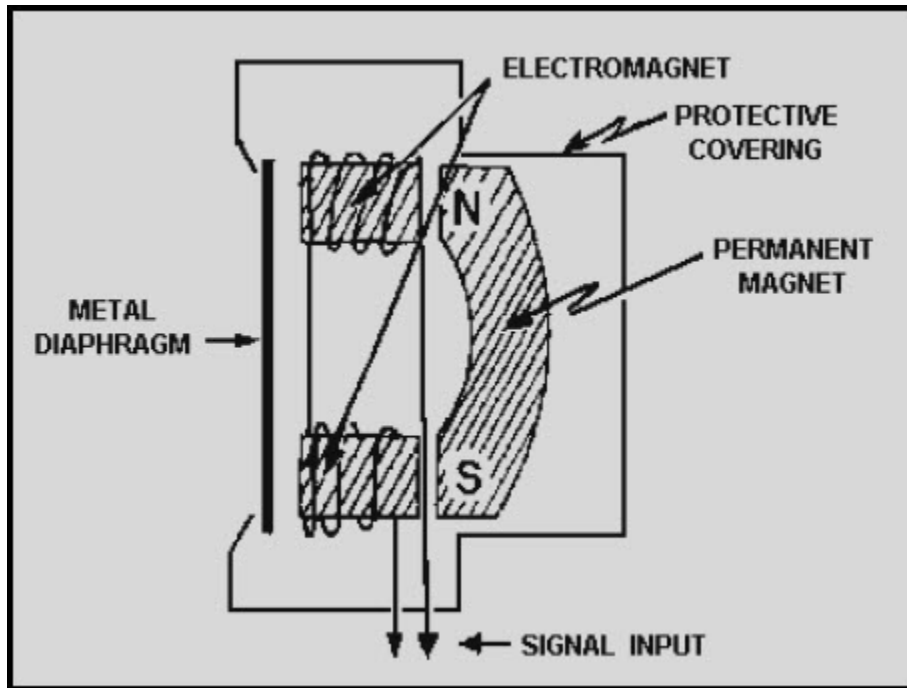 ELECTROMAGNET
PROTECTIVE
COVERING
N
PERMANENT
MAGNET
METAL
DIAPHRAGM
S
SIGNAL INPUT